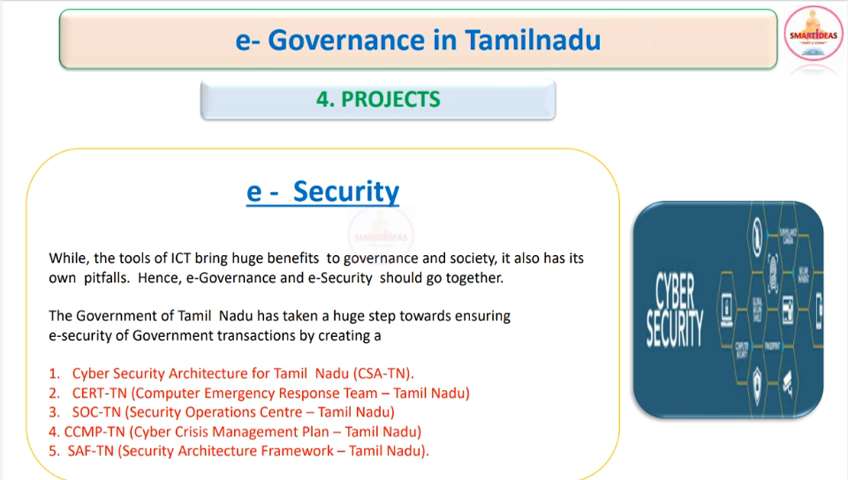 e- Governance in Tamilnadu
SMARTIDEAS
4. PROJECTS
e - Security
SMARTIDEAS
While, the tools of ICT bring huge benefits to governance and society, it also has its
own pitfalls. Hence, e-Governance and e-Security should go together.
The Government of Tamil Nadu has taken a huge step towards ensuring
e-security of Government transactions by creating a
1. Cyber Security Architecture for Tamil Nadu (CSA-TN).
2. CERT-TN (Computer Emergency Response Team – Tamil Nadu)
3. SOC-TN (Security Operations Centre – Tamil Nadu)
4. CCMP-TN (Cyber Crisis Management Plan – Tamil Nadu)
5. SAF-TN (Security Architecture Framework – Tamil Nadu).
CYBER
SECURITY
COMPUTER
SECURITY
FINGERPRINT